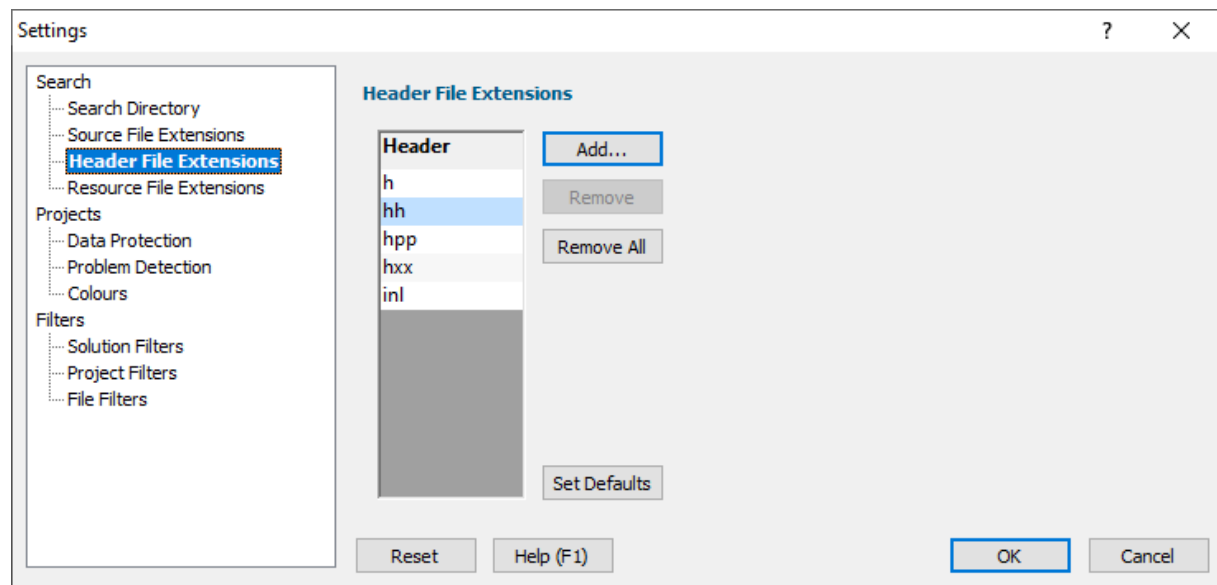 Settings
?
Search
Search Directory
Source File Extensions
Header File Extensions
Resource File Extensions
Projects
Data Protection
Problem Detection
Colours
Filters
Solution Filters
Project Filters
File Filters
Header File Extensions
Header
h
hh
hpp
hxx
inl
Add...
Remove
Remove All
Set Defaults
Reset
Help (F1)
OK
Cancel